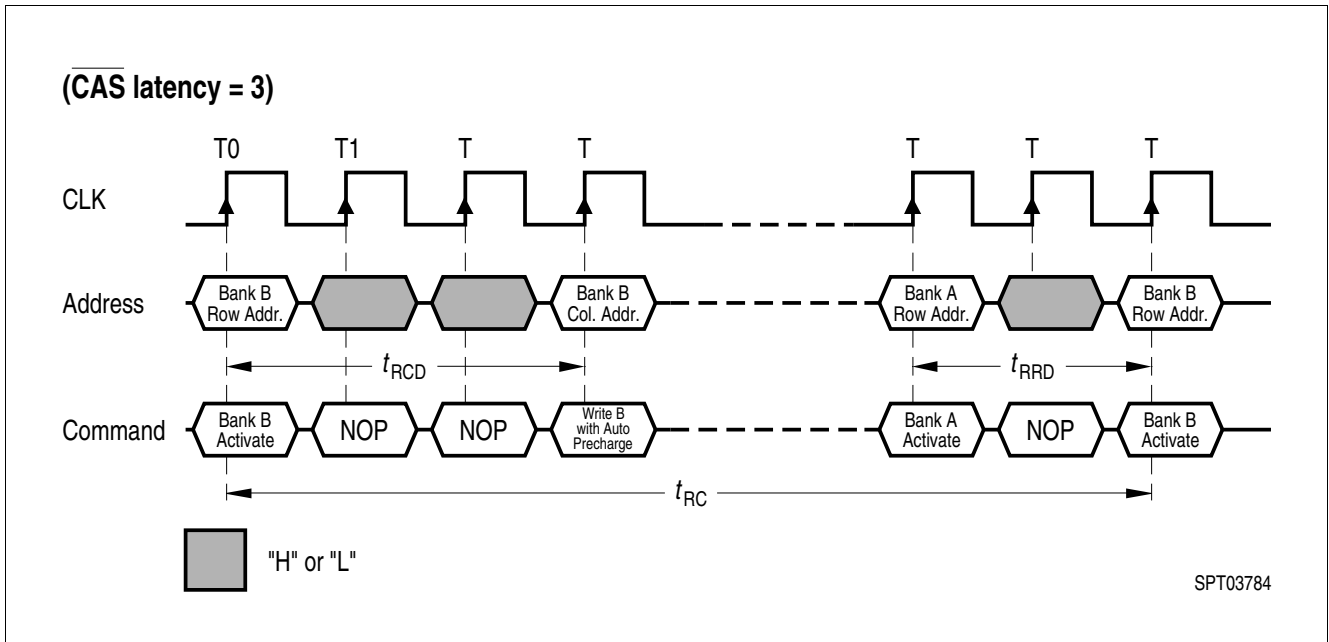 (CAS latency = 3)
T0 T1 T T T T T
CLK
Address
Bank B
Row Addr.
Bank B
Col. Addr.
Bank A
Row Addr.
Bank B
Row Addr.
tRCD
tRRD
Command
Bank B
Activate
NOP
NOP
Write B
with Auto
Precharge
Bank A
Activate
NOP
Bank B
Activate
tRC
"H" or "L"
SPT03784